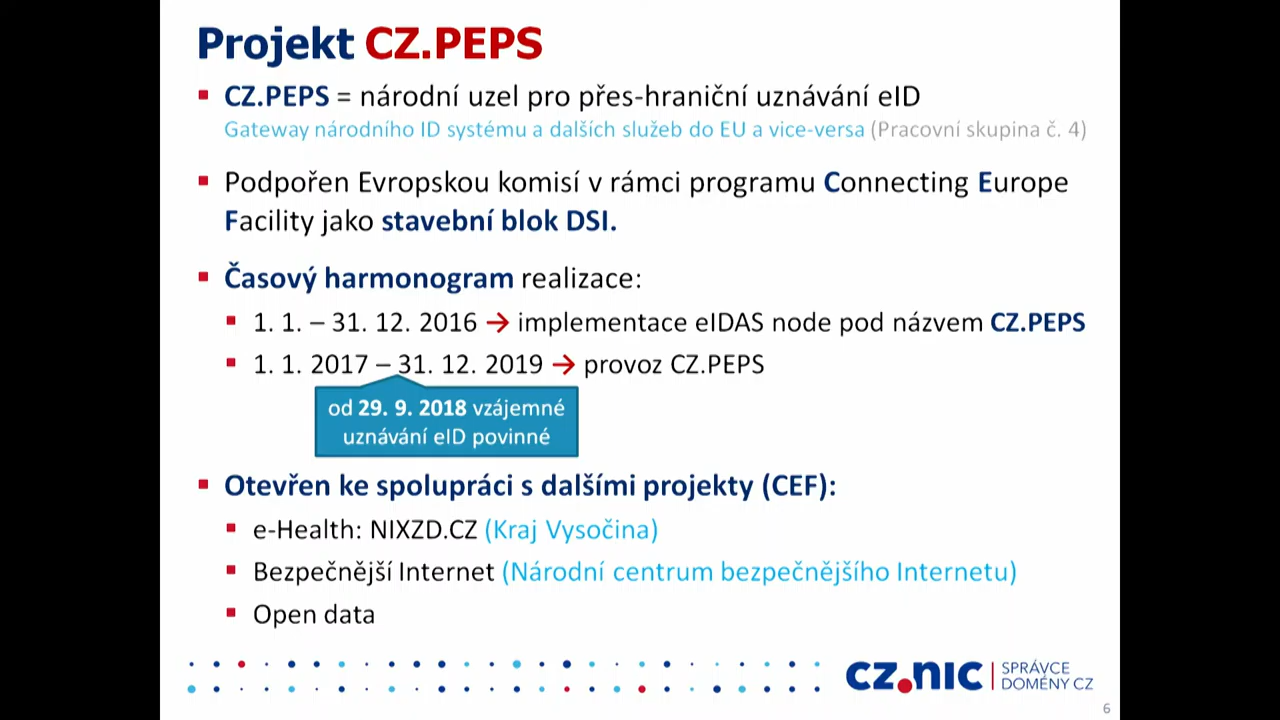 Projekt CZ.PEPS
CZ.PEPS = národní uzel pro přes-hraniční uznávání eID
Gateway národního ID systému a dalších služeb do EU a vice-versa (Pracovní skupina č. 4)
Podpořen Evropskou komisí v rámci programu Connecting Europe
Facility jako stavební blok DSI.
Časový harmonogram realizace:
1. 1. – 31. 12. 2016 → implementace eIDAS node pod názvem CZ.PEPS
1. 1. 2017 – 31. 12. 2019 → provoz CZ.PEPS
od 29. 9. 2018 vzájemné
uznávání eID povinné
Otevřen ke spolupráci s dalšími projekty (CEF):
e-Health: NIXZD.CZ (Kraj Vysočina)
Bezpečnější Internet (Národní centrum bezpečnějšího Internetu)
Open data
cz.nic | SPRÁVCE
DOMÉNY CZ
6